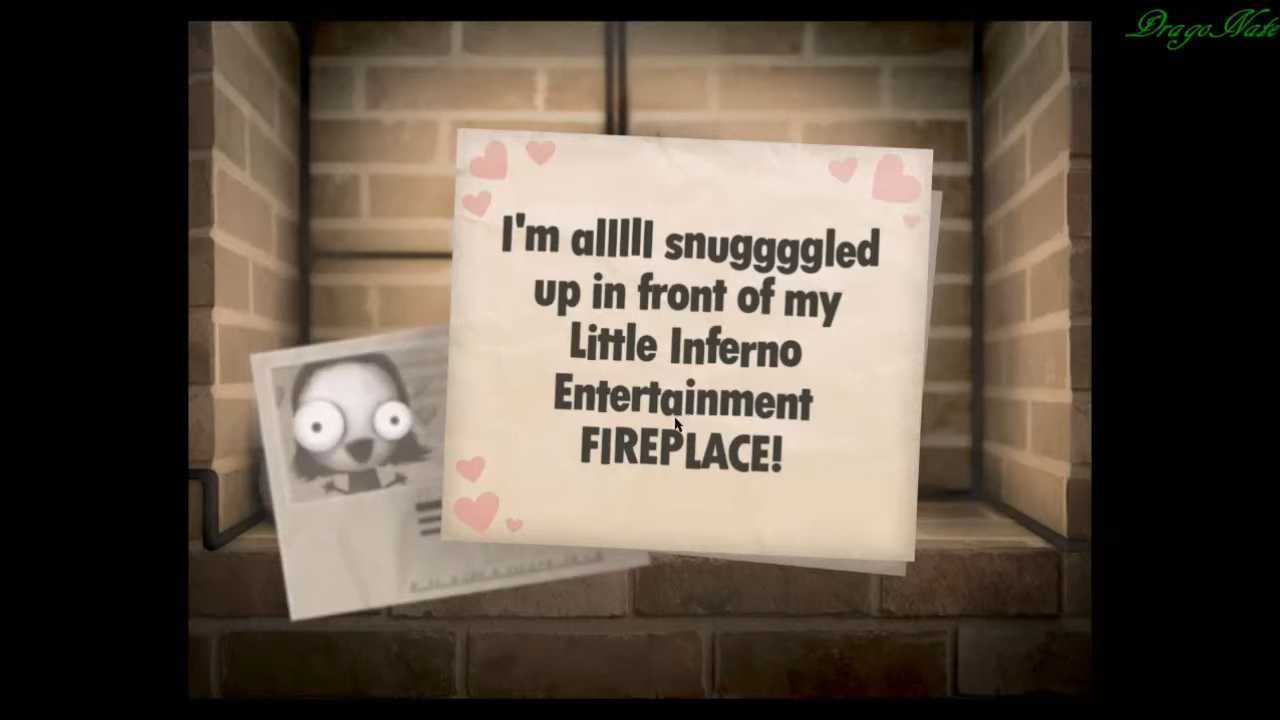 DragoNate
I'm alllll snuggggled
up in front of my
Little Inferno
Entertainment
FIREPLACE!